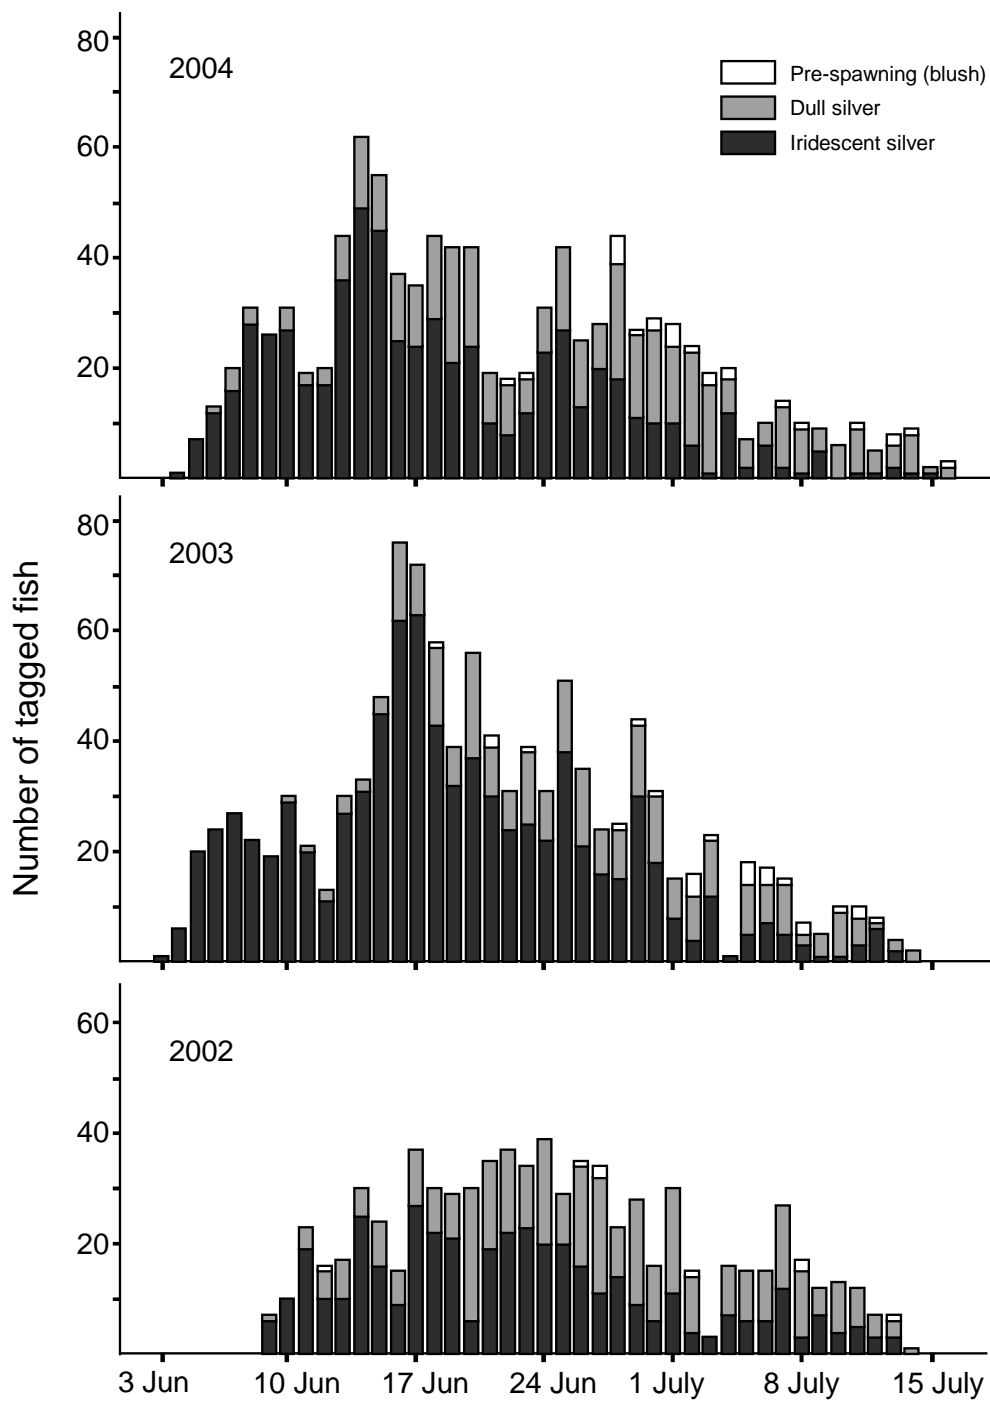 80
2004
Pre-spawning (blush)
Dull silver
Iridescent silver
60
40
20
Number of tagged fish
80
2003
60
40
20
60
2002
40
20
3 Jun 10 Jun 17 Jun 24 Jun 1 July 8 July 15 July